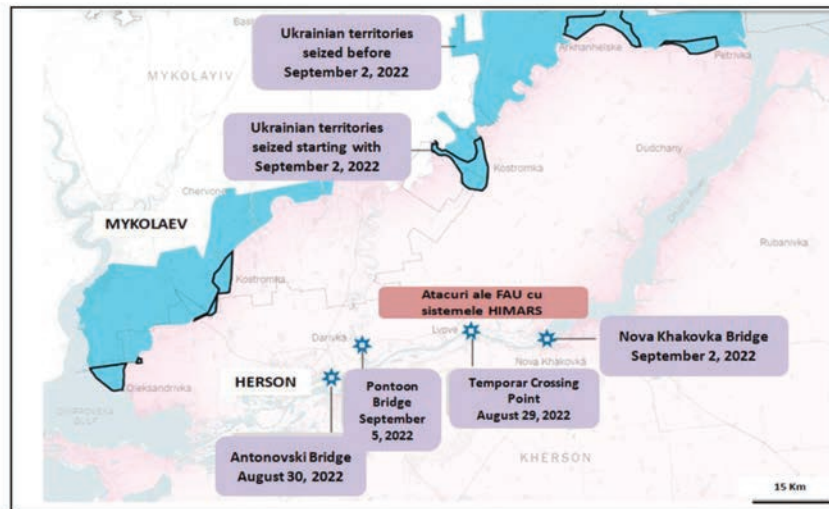 Ukrainian territories
seized before
September 2, 2022
Arkhanhelske
Petrivka
MYKOLAYIV
Ukrainian territories
seized starting with
September 2, 2022
Kostromka
Dudchany
MYKOLAEV
Kostromka
Rubanivka
Atacuri ale FAU cu
sistemele HIMARS
Darivka
Lvove
Nova Khakovka Bridge
September 2, 2022
Nova Khakovká
HERSON
Oleksandrivka
Pontoon
Bridge
September
5, 2022
Temporar Crossing
Point
August 29, 2022
Antonovski Bridge
August 30, 2022
KHERSON
15 Km